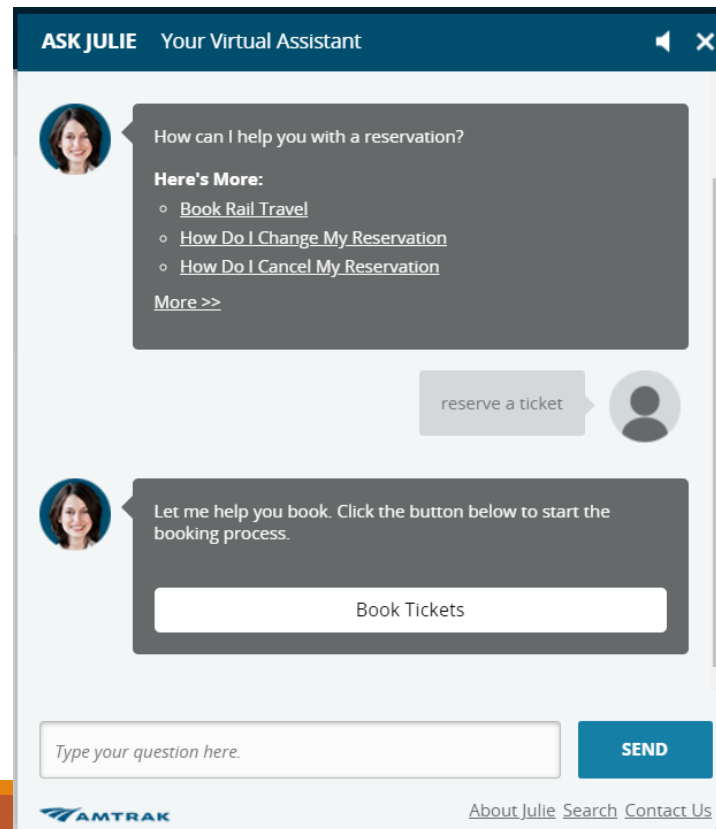 ASK JULIE Your Virtual Assistant
How can I help you with a reservation?
Here's More:
Book Rail Travel
How Do I Change My Reservation
How Do I Cancel My Reservation
More >>
reserve a ticket
Let me help you book. Click the button below to start the
booking process.
Book Tickets
Type your question here.
SEND
AMTRAK
About Julie Search Contact Us